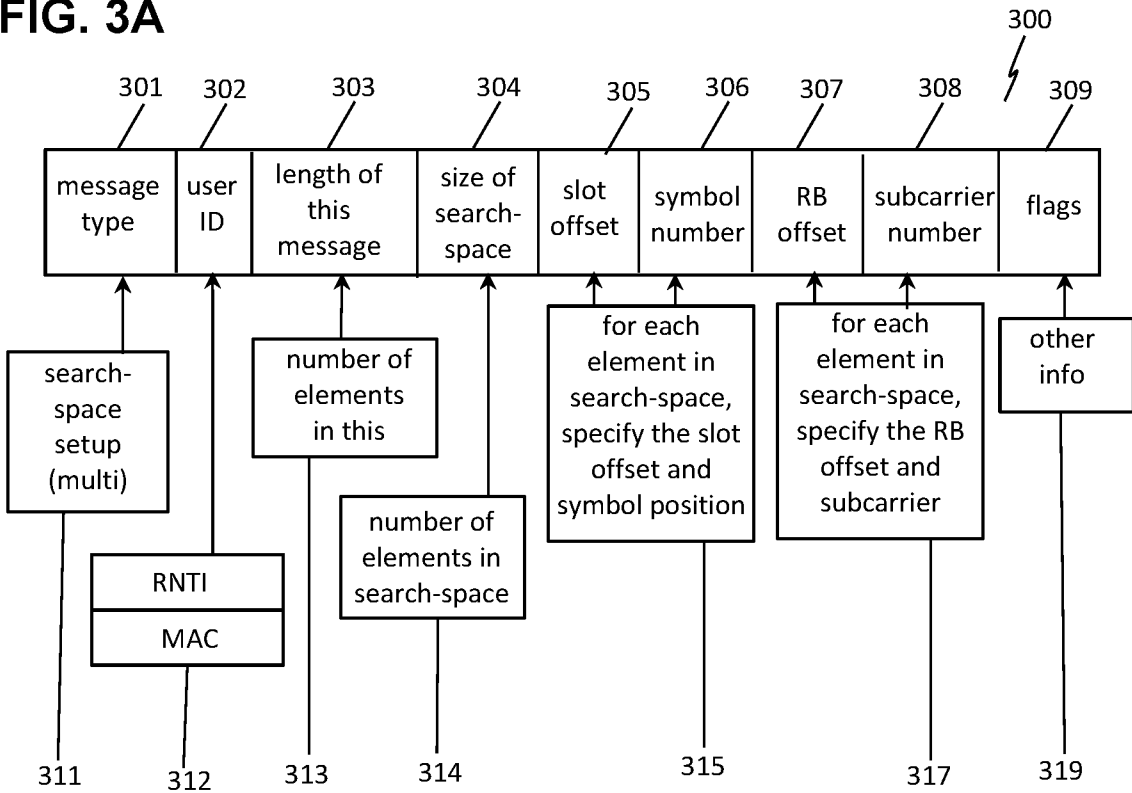 FIG. 3A
300
301 302 303 304 305 306 307 308 309
message
type
user
ID
length of
this
message
size of
search-
space
slot
offset
symbol
number
RB
offset
subcarrier
number
flags
search-
space
setup
(multi)
RNTI
MAC
number of
elements
in this
number of
elements in
search-space
for each
element in
search-space,
specify the slot
offset and
symbol position
for each
element in
search-space,
specify the RB
offset and
subcarrier
other
info
311 312 313 314 315 317 319